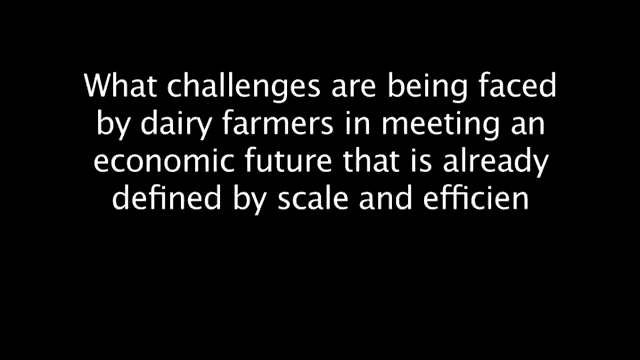 What challenges are being faced
by dairy farmers in meeting an
economic future that is already
defined by scale and efficien